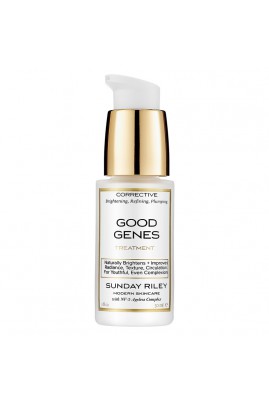 CORRECTIVE
Brightening, Refining, Plumping
GOOD
GENES
TREATMENT
Naturally Brightens + Improves
Radiance, Texture, Circulation
For Youthful, Even Complexion
SUNDAY RILEY
MODERN SKINCARE